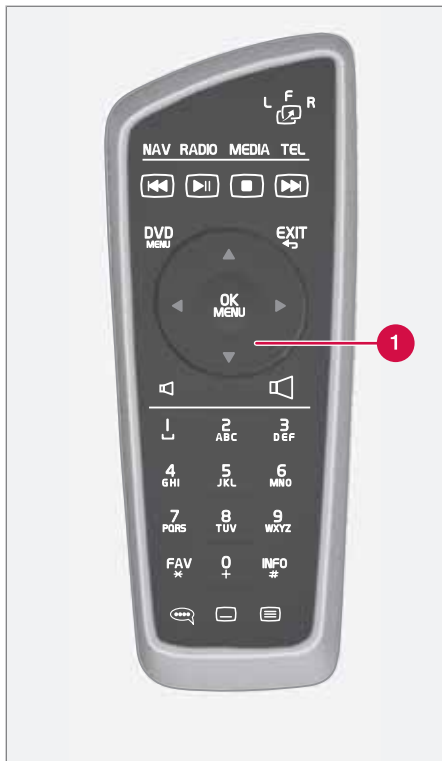 L F R
NAV RADIO MEDIA TEL
DVD EXIT
MENU
OK
MENU
1
1 2 3
ABC DEF
4 5 6
GHI JKL MNO
7 8 9
PQRS TUV WXYZ
FAV 0 INFO
* + #